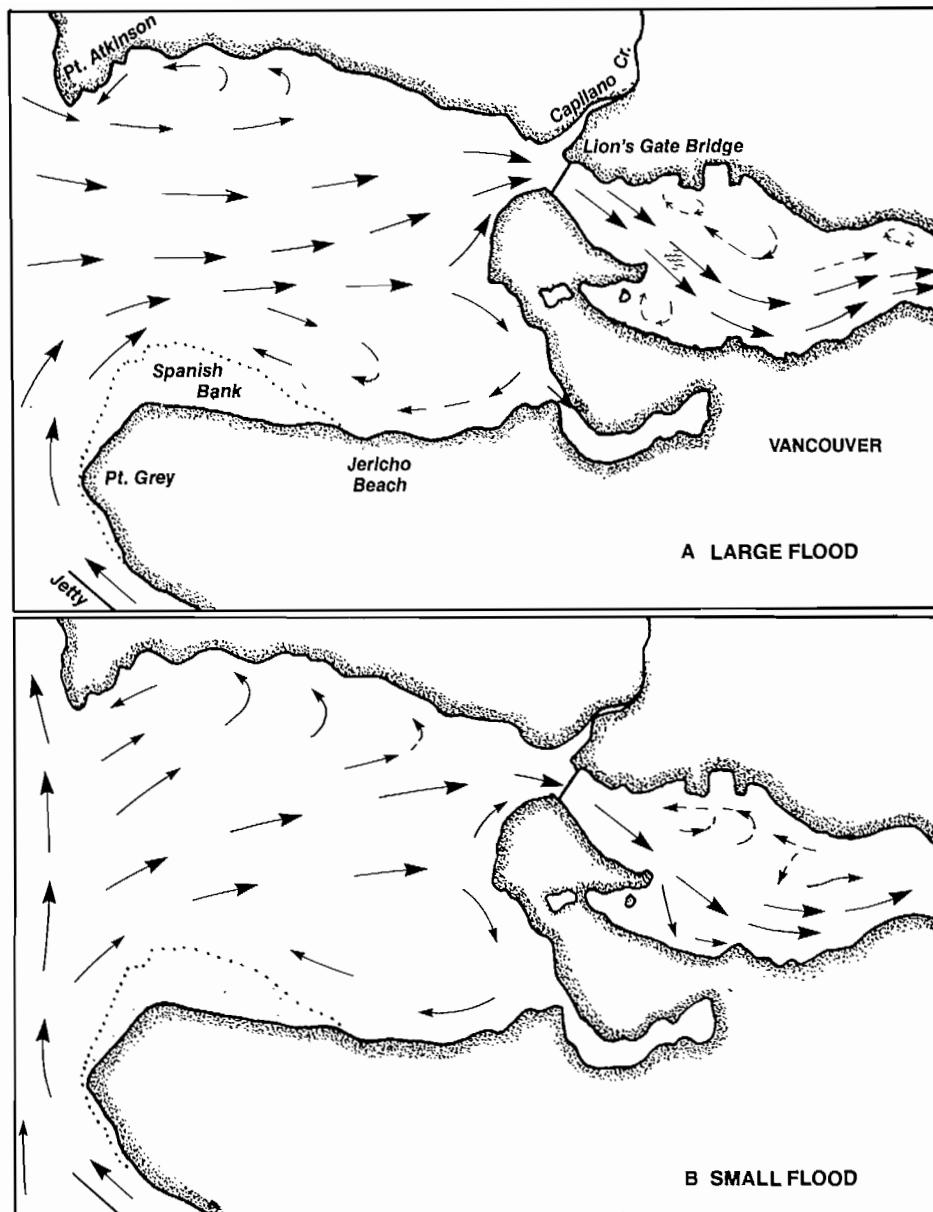 Pt. Atkinson
Capilano Cr.
Lion's Gate Bridge
Spanish
Bank
VANCOUVER
Pt. Grey
Jericho
Beach
A LARGE FLOOD
Jetty
B SMALL FLOOD